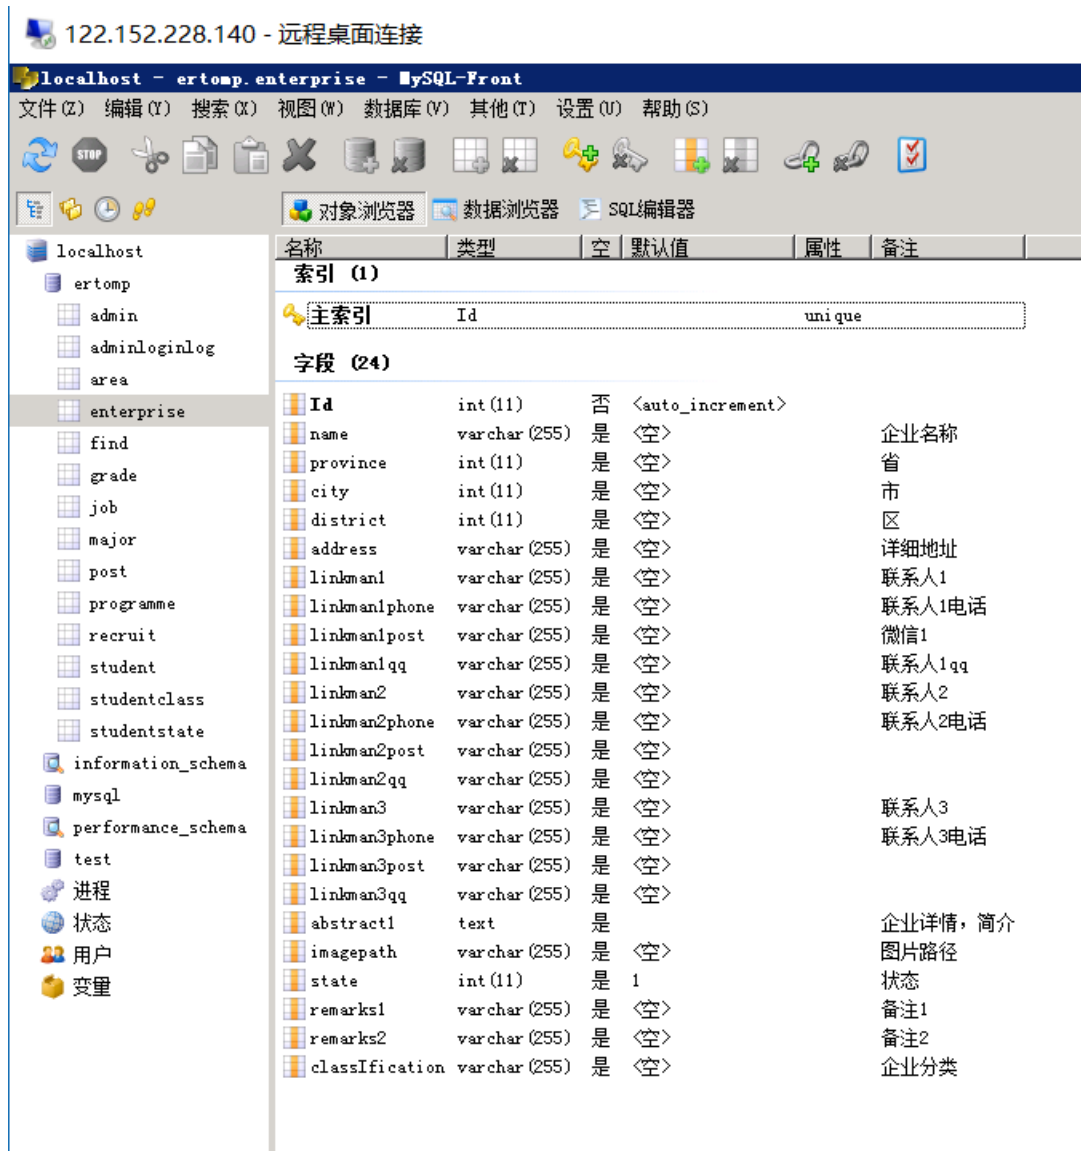 122.152.228.140 - 远程桌面连接
localhost - ertomp.enterprise - MySQL-Front
文件(Z) 编辑(Y) 搜索(X) 视图(W) 数据库(V) 其他(T) 设置(U) 帮助(S)
STOP
对象浏览器 数据浏览器 SQL编辑器
localhost
ertomp
admin
adminloginlog
area
enterprise
find
grade
job
major
post
programme
recruit
student
studentclass
studentstate
information_schema
mysql
performance_schema
test
进程
状态
用户
变量
名称 类型 空 默认值 属性 备注
索引 (1)
主索引 Id unique
字段 (24)
Id int(11) 否 <auto_increment>
name varchar(255) 是 <空> 企业名称
province int(11) 是 <空> 省
city int(11) 是 <空> 市
district int(11) 是 <空> 区
address varchar(255) 是 <空> 详细地址
linkman1 varchar(255) 是 <空> 联系人1
linkman1phone varchar(255) 是 <空> 联系人1电话
linkman1post varchar(255) 是 <空> 微信1
linkman1qq varchar(255) 是 <空> 联系人1qq
linkman2 varchar(255) 是 <空> 联系人2
linkman2phone varchar(255) 是 <空> 联系人2电话
linkman2post varchar(255) 是 <空>
linkman2qq varchar(255) 是 <空>
linkman3 varchar(255) 是 <空> 联系人3
linkman3phone varchar(255) 是 <空> 联系人3电话
linkman3post varchar(255) 是 <空>
linkman3qq varchar(255) 是 <空>
abstract1 text 是 企业详情，简介
imagepath varchar(255) 是 <空> 图片路径
state int(11) 是 1 状态
remarks1 varchar(255) 是 <空> 备注1
remarks2 varchar(255) 是 <空> 备注2
classIfication varchar(255) 是 <空> 企业分类